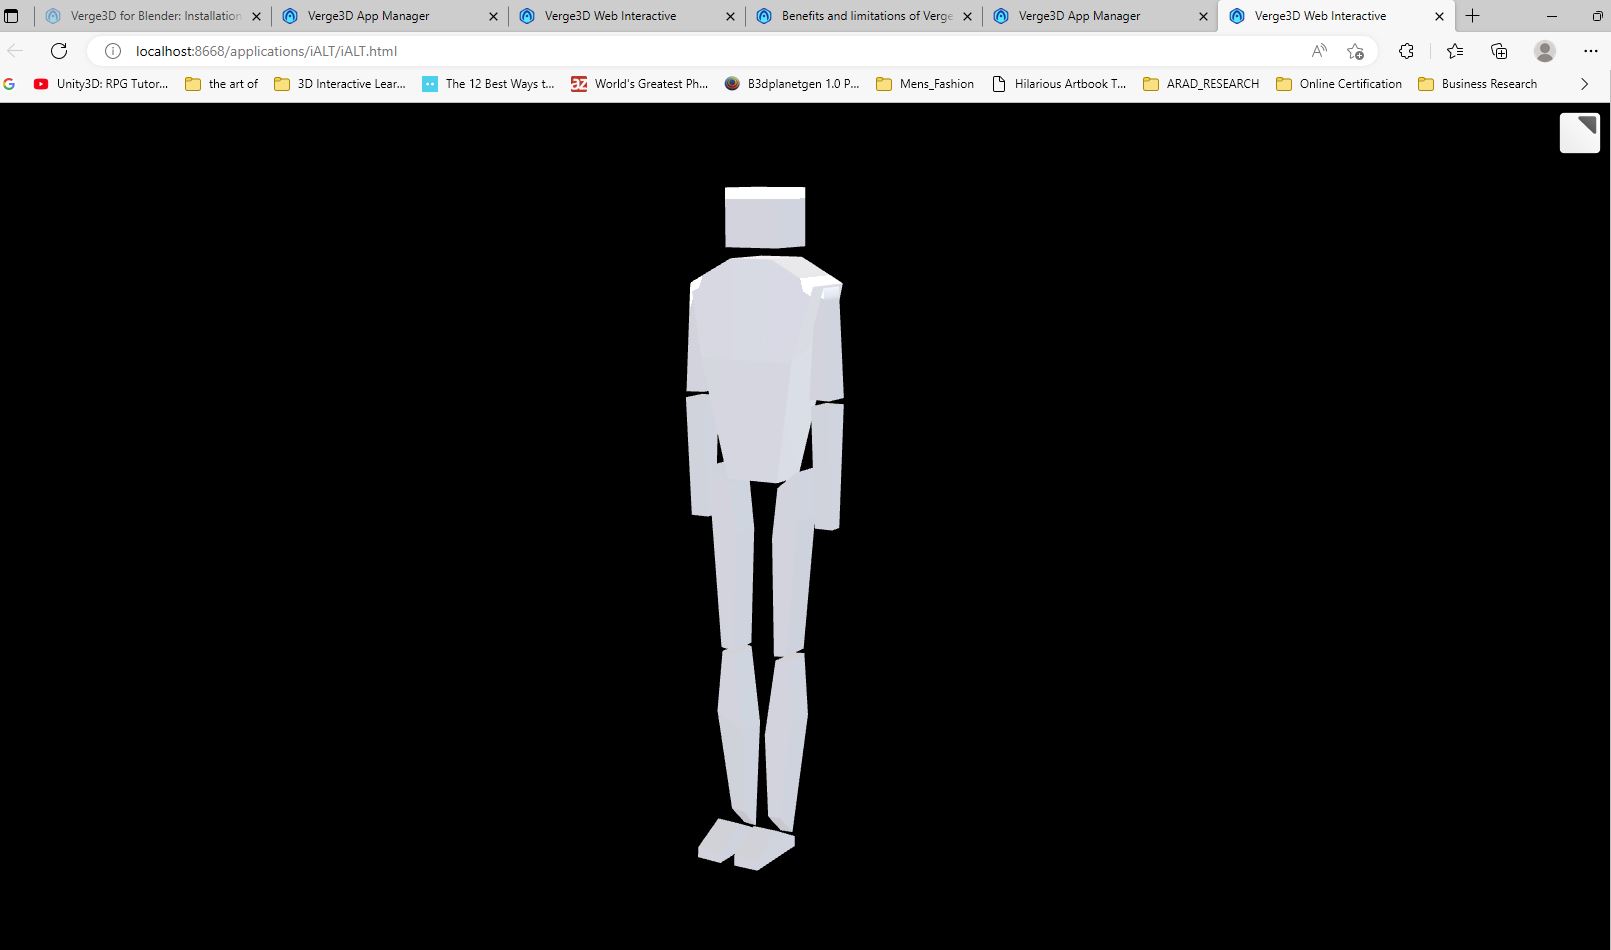 Verge3D for Blender: Installation
Verge3D App Manager
Verge3D Web Interactive
Benefits and limitations of Verge
Verge3D App Manager
Verge3D Web Interactive
localhost:8668/applications/iALT/iALT.html
Unity3D: RPG Tutor...
the art of
3D Interactive Lear...
The 12 Best Ways t...
az World's Greatest Ph...
B3dplanetgen 1.0 P...
Mens_Fashion
Hilarious Artbook T...
ARAD_RESEARCH
Online Certification
Business Research